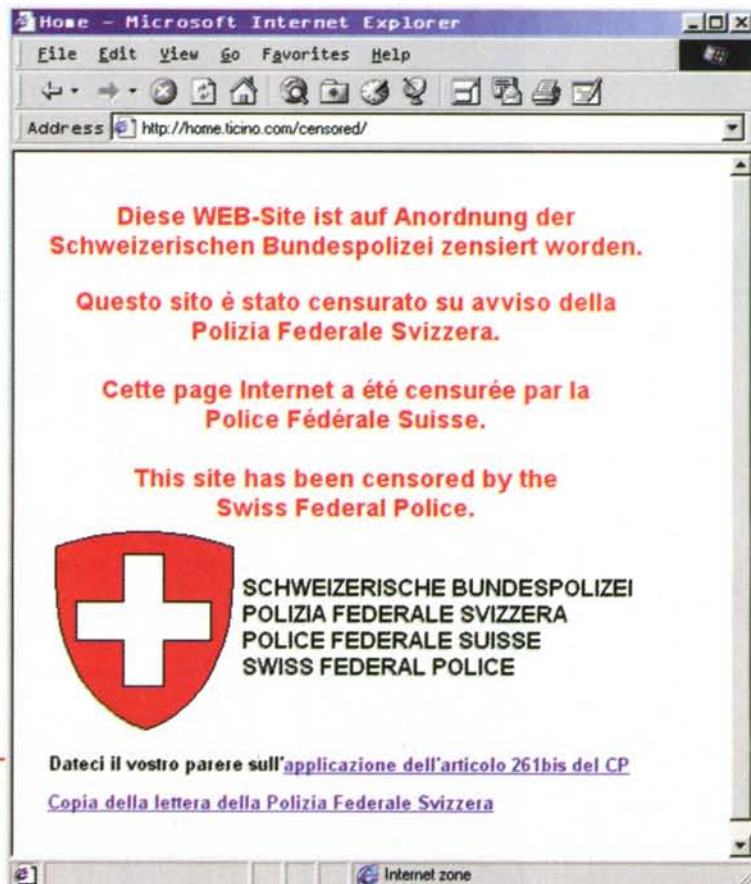 Home - Microsoft Internet Explorer
File Edit View Go Favorites Help
Address http://home.ticino.com/censored/
Diese WEB-Site ist auf Anordnung der
Schweizerischen Bundespolizei zensiert worden.
Questo sito é stato censurato su avviso della
Polizia Federale Svizzera.
Cette page Internet a été censurée par la
Police Fédérale Suisse.
This site has been censored by the
Swiss Federal Police.
SCHWEIZERISCHE BUNDESPOLIZEI
POLIZIA FEDERALE SVIZZERA
POLICE FEDERALE SUISSE
SWISS FEDERAL POLICE
Dateci il vostro parere sull'applicazione dell'articolo 261bis del CP
Copia della lettera della Polizia Federale Svizzera
Internet zone